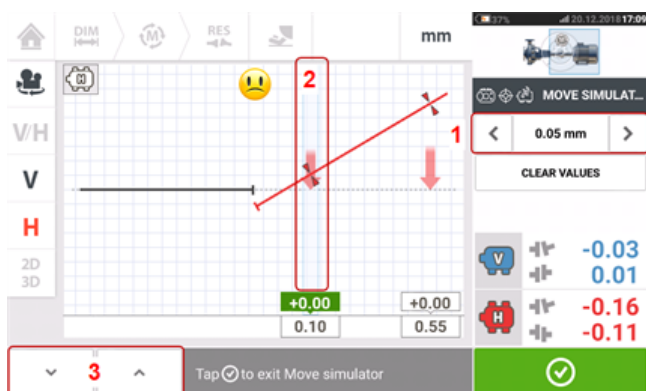 DIM
(M)
RES
mm
37%
20.12.2018 17:09
MOVE SIMULAT...
0.05 mm
CLEAR VALUES
V/H
V
H
2D
3D
H
2
1
+0.00
0.10
+0.00
0.55
V
-0.03
0.01
H
-0.16
-0.11
3
Tap to exit Move simulator